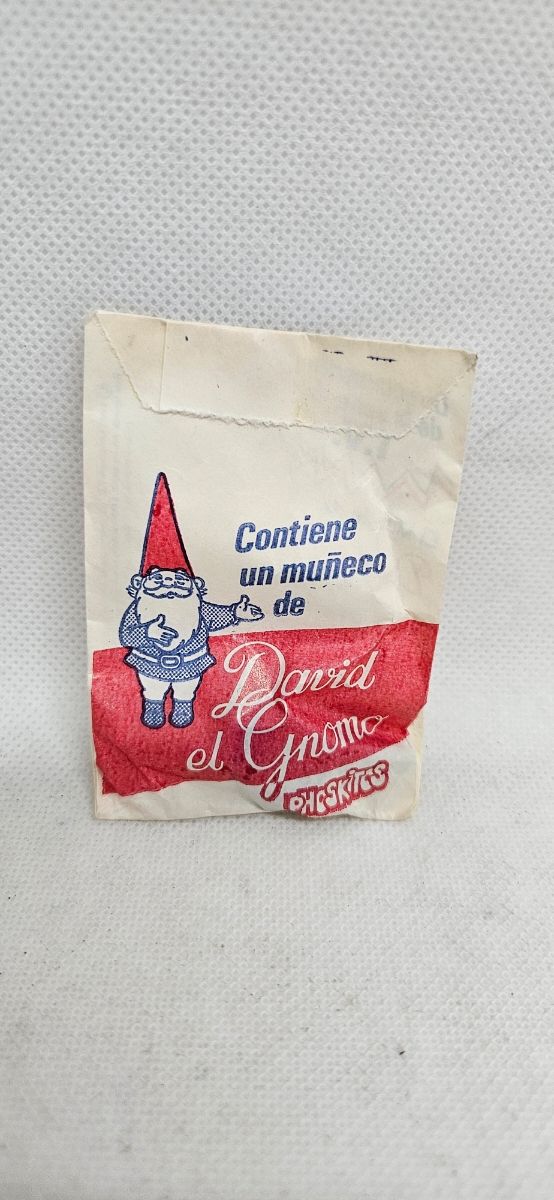 Contiene
un muñeco
de
David
el Gnomo
PHOSKITOS